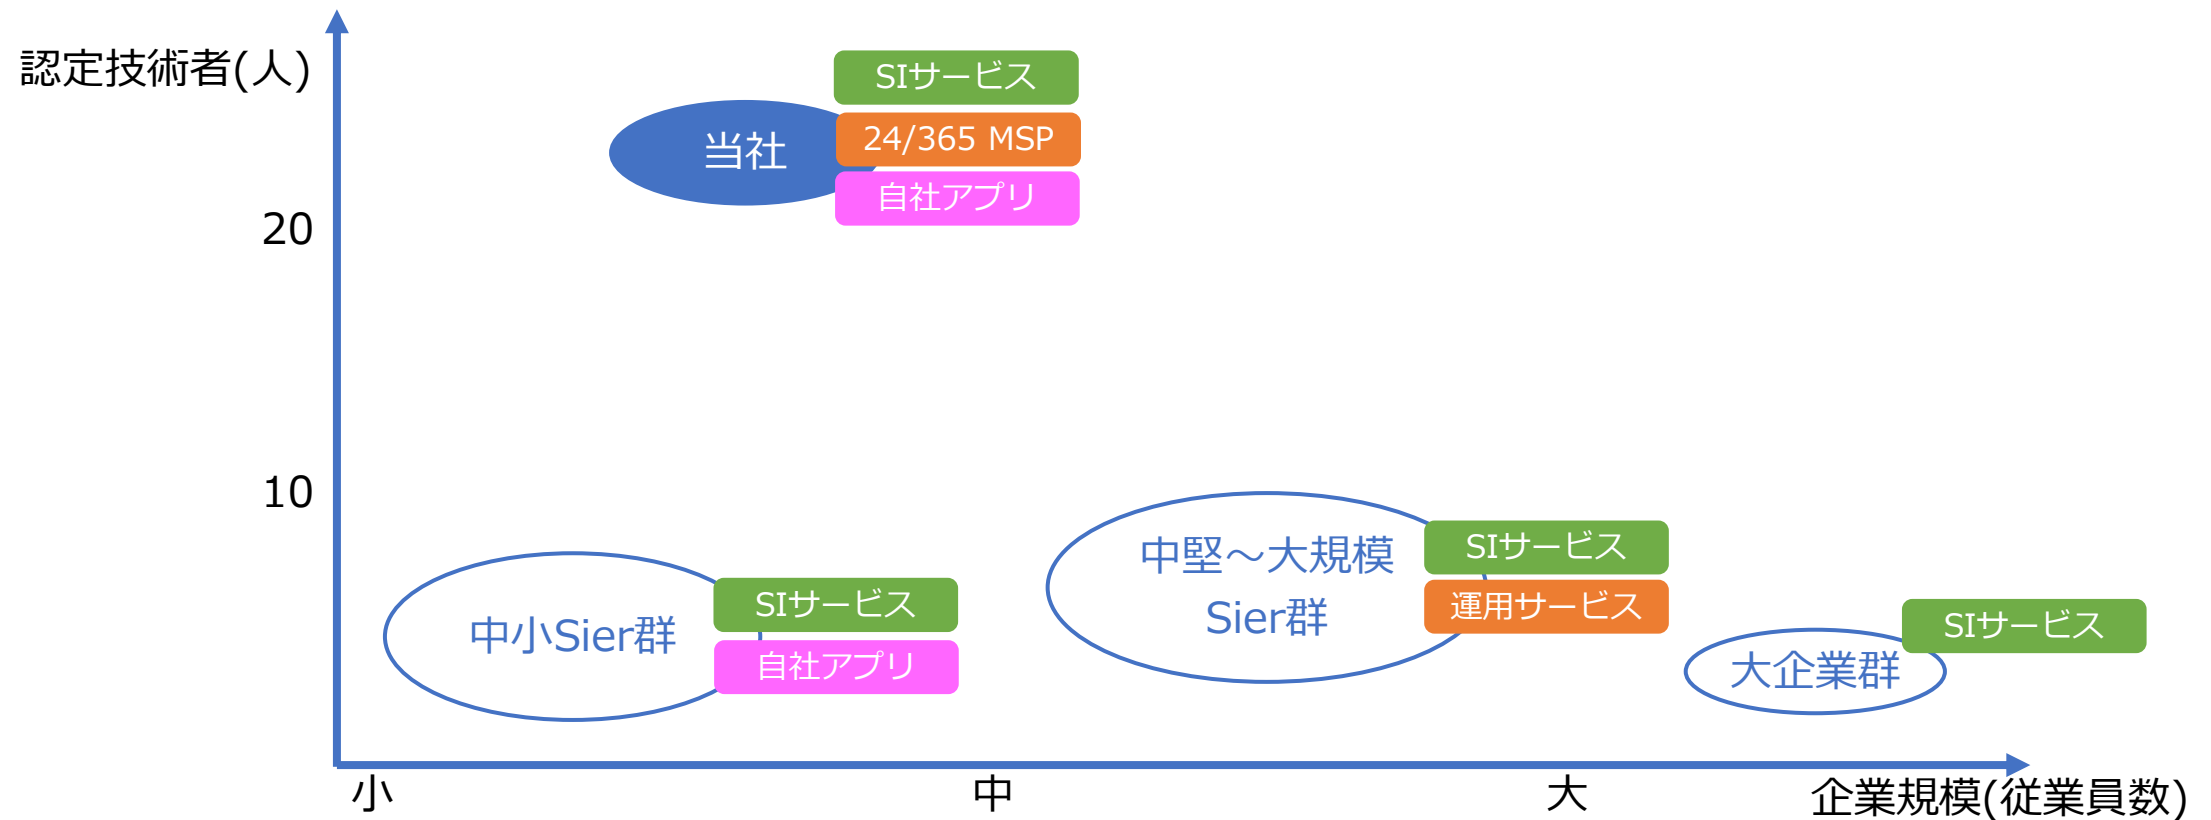 認定技術者(人)
SIサービス
当社
24/365 MSP
自社アプリ
20
10
中堅～大規模
Sier群
SIサービス
運用サービス
中小Sier群
SIサービス
自社アプリ
大企業群
SIサービス
小
中
大
企業規模(従業員数)